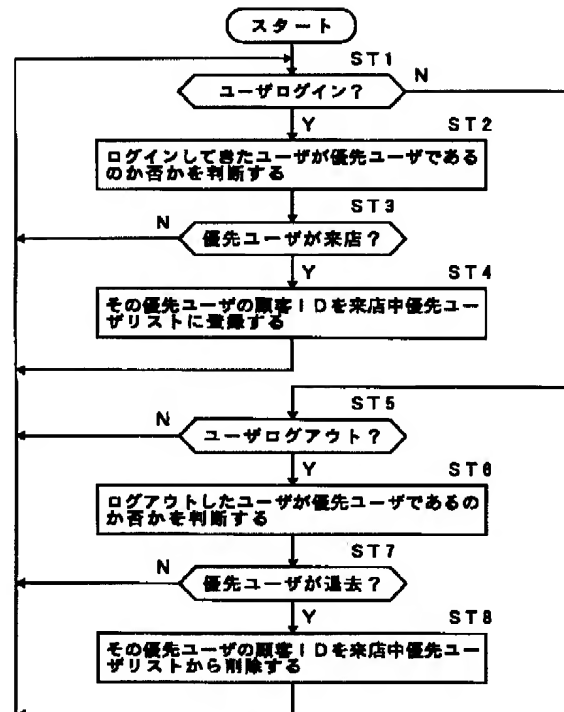 スタート
ST1
ユーザログイン?
N
Y
ST2
ログインしてきたユーザが優先ユーザである
のか否かを判断する
ST3
N
優先ユーザが来店?
Y
ST4
その優先ユーザの顧客IDを来店中優先ユー
ザリストに登録する
ST5
N
ユーザログアウト?
Y
ST6
ログアウトしたユーザが優先ユーザであるの
か否かを判断する
ST7
N
優先ユーザが退去?
Y
ST8
その優先ユーザの顧客IDを来店中優先ユー
ザリストから削除する